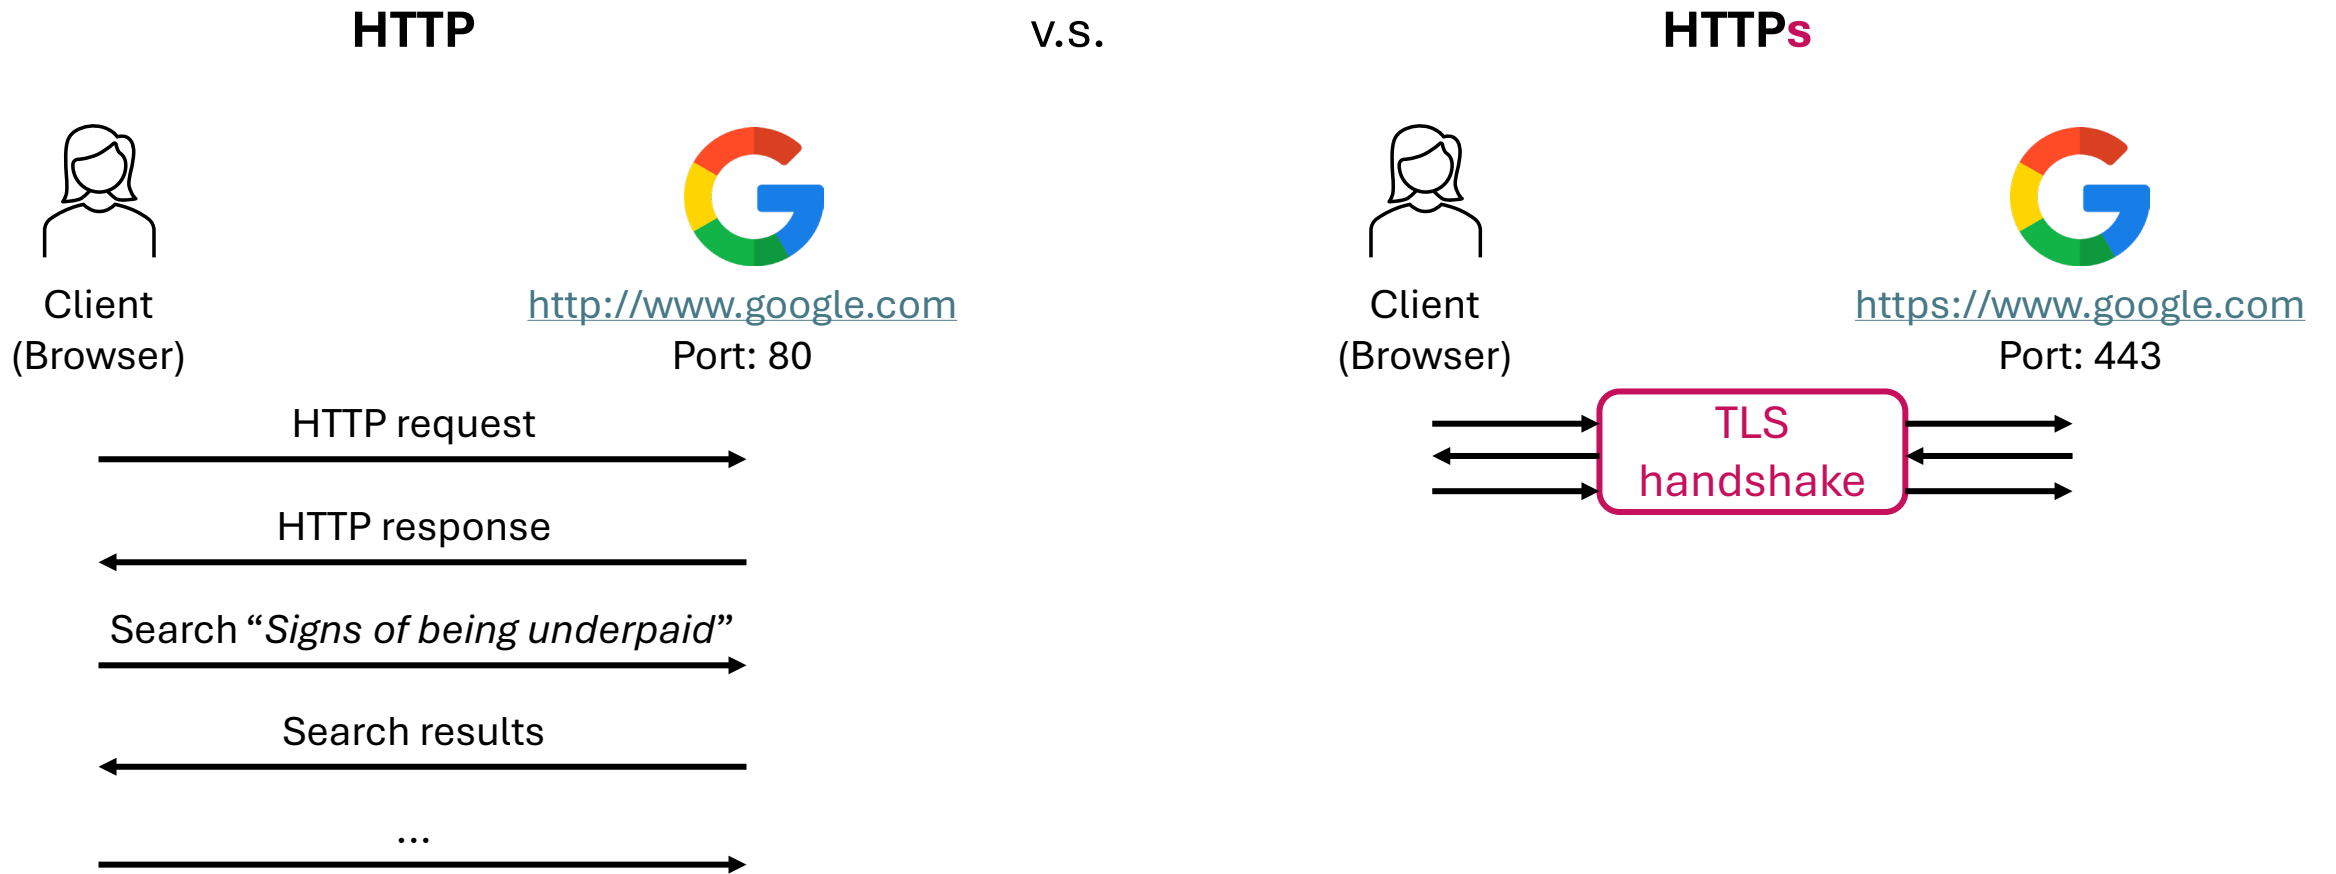 HTTP
v.s.
HTTPs
Client
(Browser)
http://www.google.com
Port: 80
HTTP request
HTTP response
Search “Signs of being underpaid”
Search results
...
Client
(Browser)
https://www.google.com
Port: 443
TLS
handshake